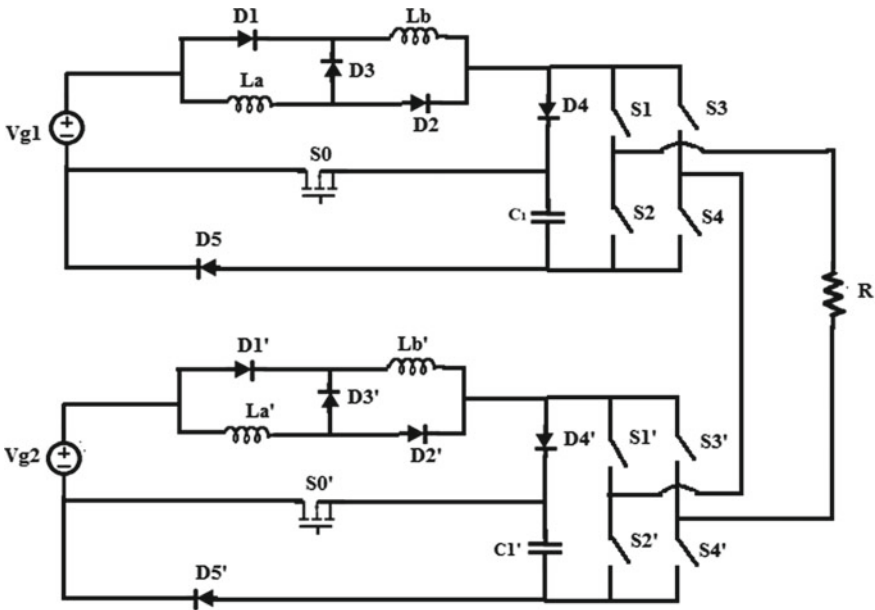 D1
Lb
La
D3
D2
Vg1
S0
D4
S1
S3
C1
S2
S4
D5
R
D1'
Lb'
La'
D3'
D2'
Vg2
S0'
D4'
S1'
S3'
C1'
S2'
S4'
D5'